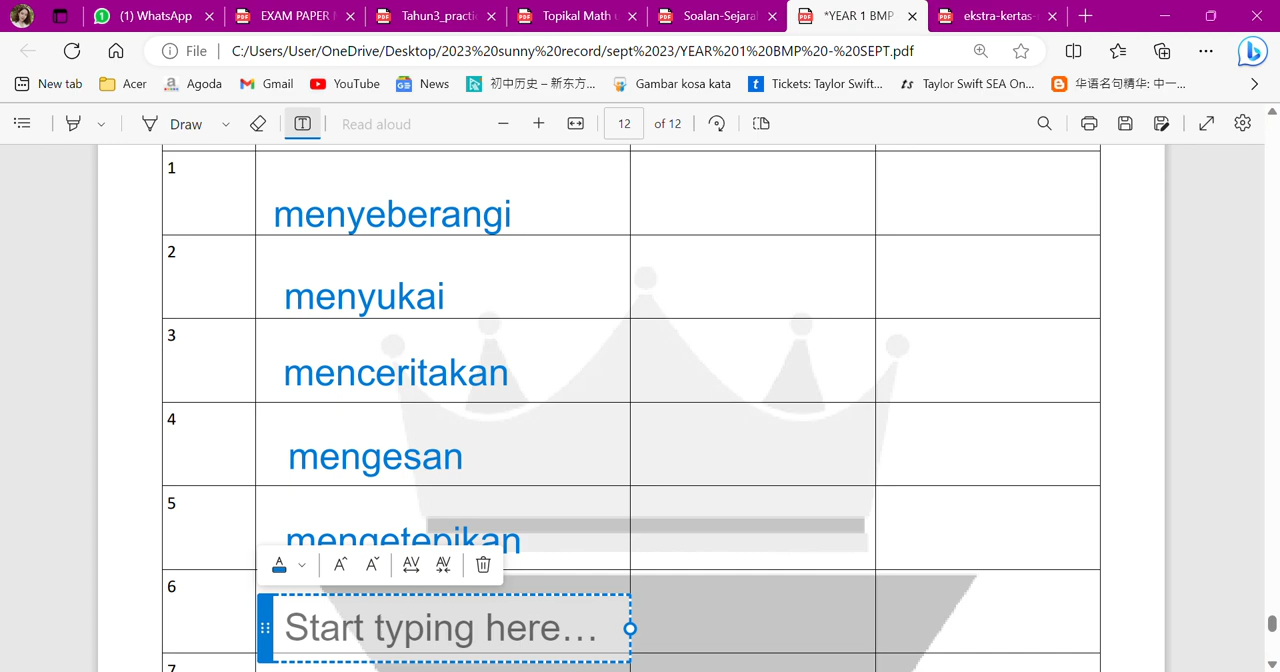 (1) WhatsApp
EXAM PAPER
Tahun3_practi
Topikal Math
Soalan-Sejaral
*YEAR 1 BMP
ekstra-kertas-
File
C:/Users/User/OneDrive/Desktop/2023%20sunny%20record/sept%2023/YEAR%201%20BMP%20-%20SEPT.pdf
New tab
Acer
Agoda
Gmail
YouTube
News
初中历史 – 新东方...
Gambar kosa kata
Tickets: Taylor Swift...
Taylor Swift SEA On...
华语名句精华: 中一...
Draw
Read aloud
12 of 12
1
menyeberangi
2
menyukai
3
menceritakan
4
mengesan
5
mengetepikan
6
Start typing here...
7